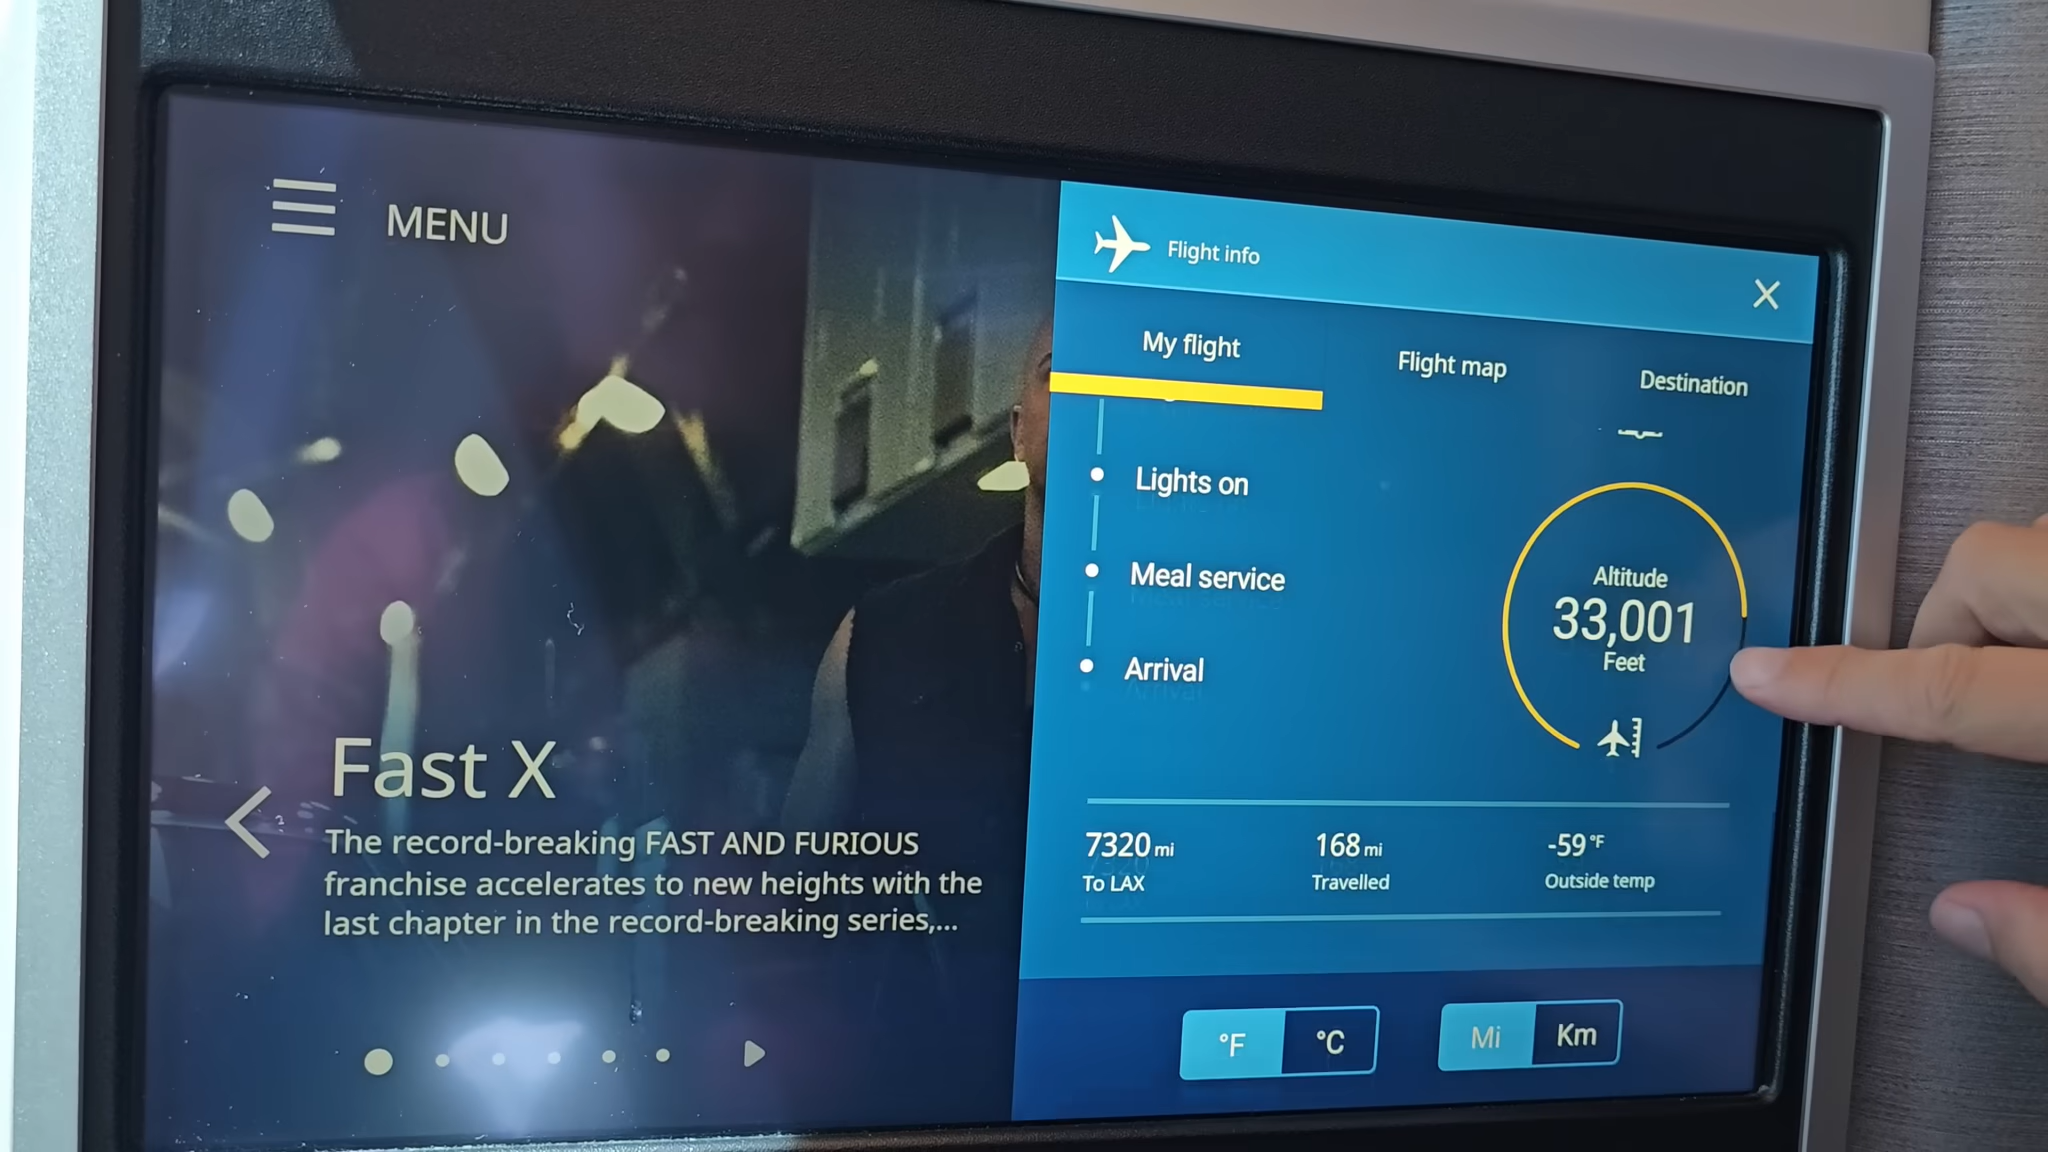 MENU
Fast X
The record-breaking FAST AND FURIOUS
franchise accelerates to new heights with the
last chapter in the record-breaking series,...
Flight info
My flight
Flight map
Destination
Lights on
Meal service
Arrival
Altitude
33,001
Feet
7320 mi
To LAX
168 mi
Travelled
-59 °F
Outside temp
°F
°C
Mi
Km